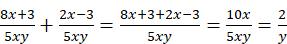 8x+3/5xy + 2x−3/5xy = 8x+3+2x−3/5xy = 10x/5xy = 2/y